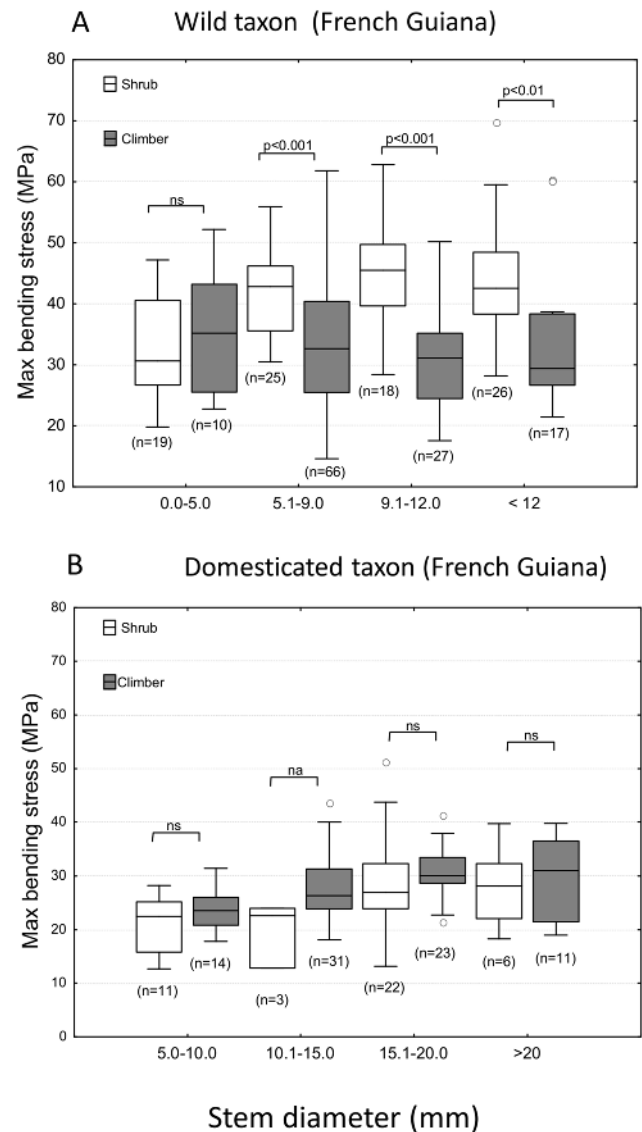 A Wild taxon (French Guiana)
80
70
60
50
40
30
20
10
Max bending stress (MPa)
Shrub
Climber
ns
p<0.001
p<0.001
p<0.01
(n=19)
(n=10)
(n=25)
(n=66)
(n=18)
(n=27)
(n=26)
(n=17)
0.0-5.0
5.1-9.0
9.1-12.0
< 12
B Domesticated taxon (French Guiana)
80
70
60
50
40
30
20
10
0
Max bending stress (MPa)
Shrub
Climber
ns
na
ns
ns
(n=11)
(n=14)
(n=3)
(n=31)
(n=22)
(n=23)
(n=6)
(n=11)
5.0-10.0
10.1-15.0
15.1-20.0
>20
Stem diameter (mm)